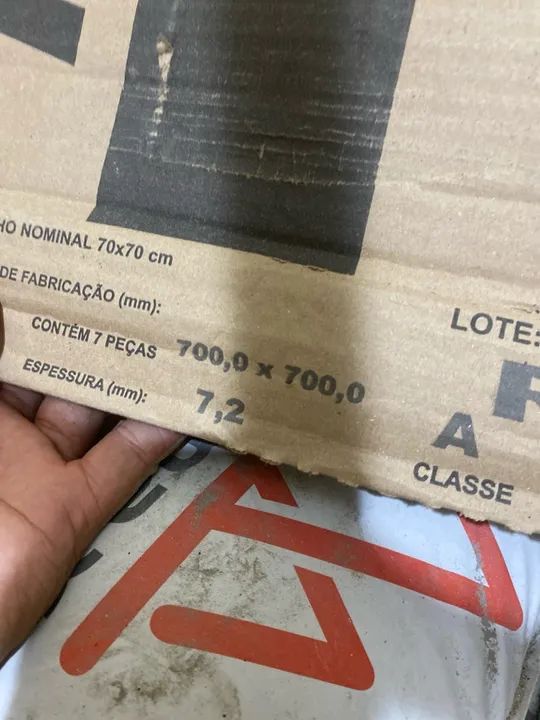 HO NOMINAL 70x70 cm
DE FABRICAÇÃO (mm):
700,0 x 700,0
CONTÉM 7 PEÇAS
ESPESSURA (mm):
7,2
LOTE:
R
A
CLASSE